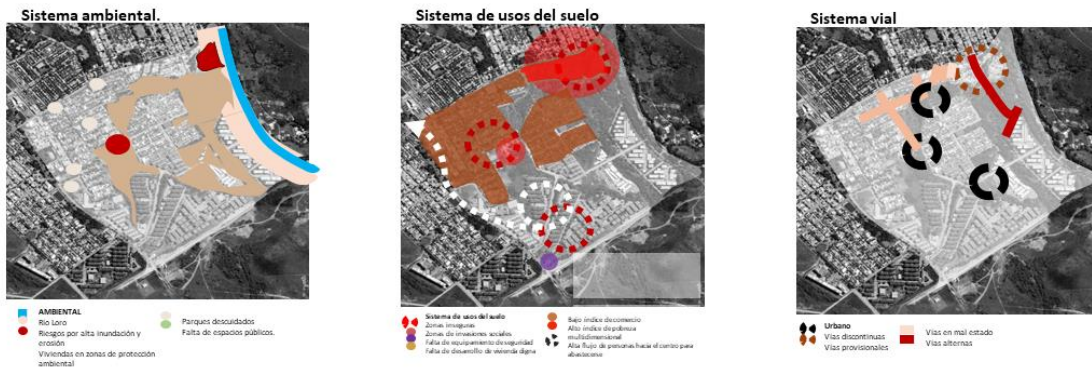 Sistema ambiental.
AMBIENTAL
Rio Loro
Riesgos por alta inundación y
erosión
Viviendas en zonas de protección
ambiental
Parques descuidados
Falta de espacios públicos.
Sistema de usos del suelo
Sistema de usos del suelo
Zonas inseguras
Zonas de invasiones sociales
Falta de equipamiento de seguridad
Falta de desarrollo de vivienda digna
Bajo índice de comercio
Alto índice de pobreza
multidimensional
Alta flujo de personas hacia el centro para
abastecerse
Sistema vial
Urbano
Vías discontinuas
Vías provisionales
Vías en mal estado
Vías alternas